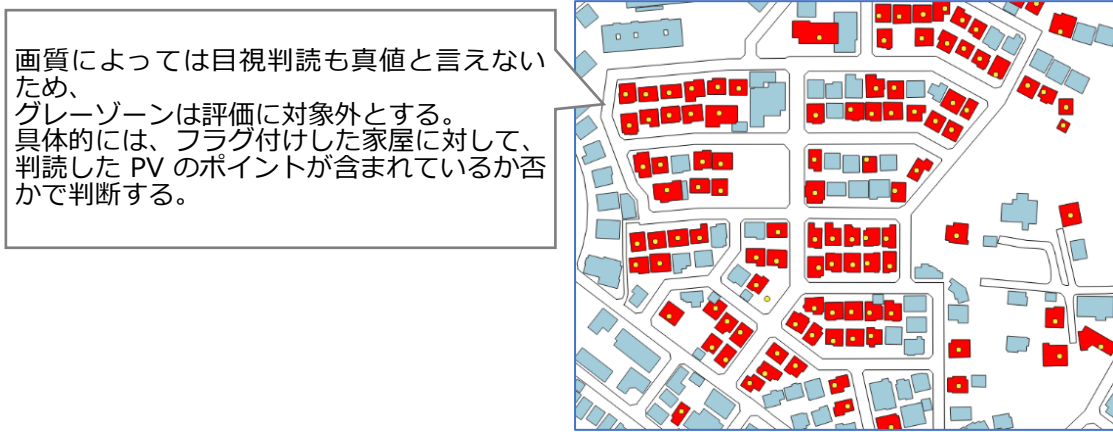 画質によっては目視判読も真値と言えない
ため、
グレーゾーンは評価に対象外とする。
具体的には、フラグ付けした家屋に対して、
判読した PV のポイントが含まれているか否
かで判断する。